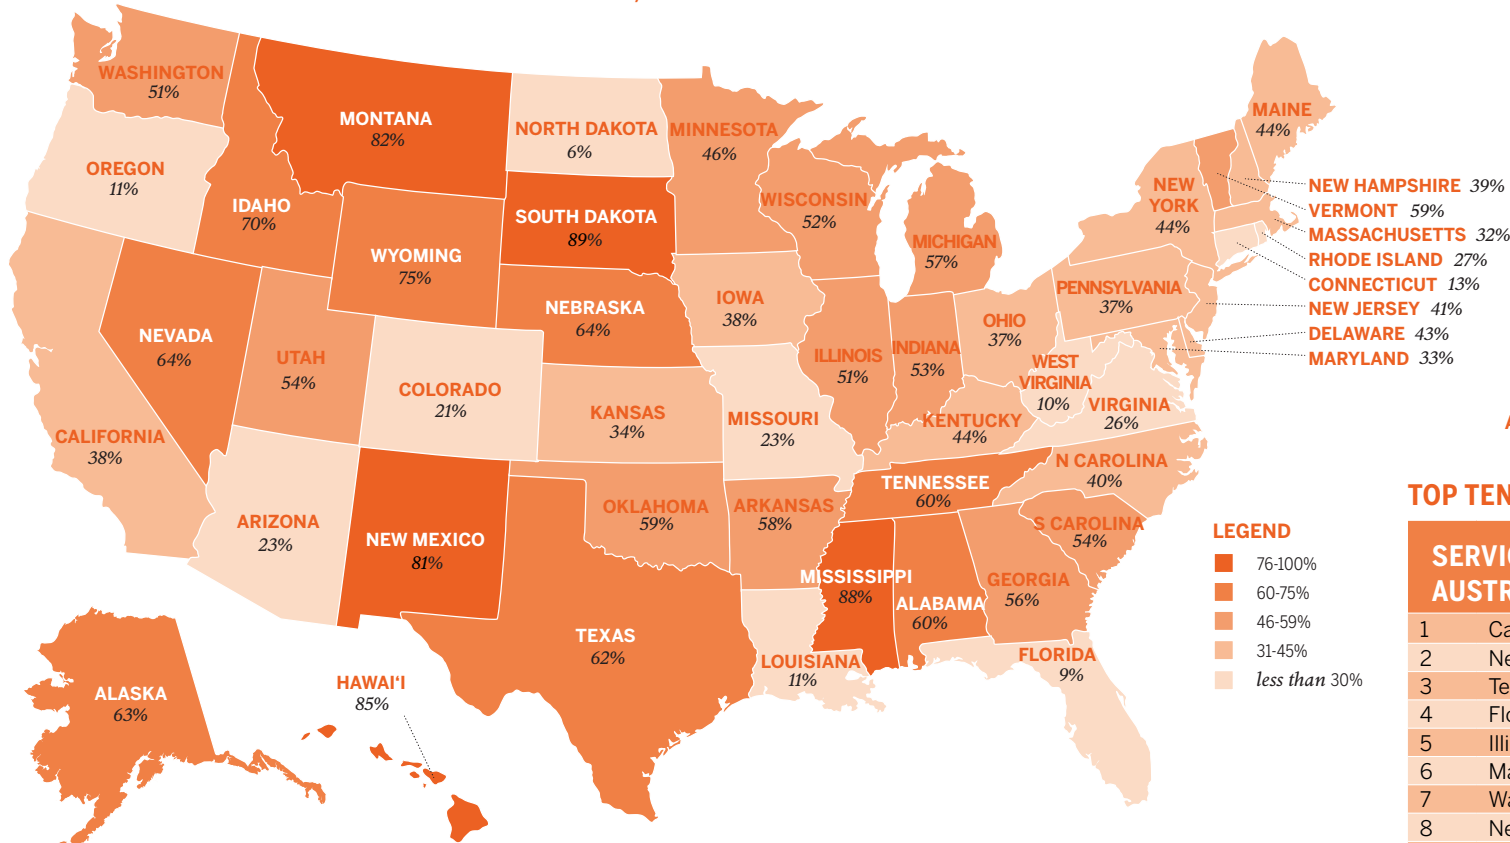 WASHINGTON
51%
OREGON
11%
MONTANA
82%
IDAHO
70%
WYOMING
75%
NORTH DAKOTA
6%
SOUTH DAKOTA
89%
NEBRASKA
64%
MINNESOTA
46%
WISCONSIN
52%
MICHIGAN
57%
IOWA
38%
NEVADA
64%
UTAH
54%
COLORADO
21%
KANSAS
34%
MISSOURI
23%
ILLINOIS
51%
INDIANA
53%
OHIO
37%
CALIFORNIA
38%
ARIZONA
23%
NEW MEXICO
81%
OKLAHOMA
59%
ARKANSAS
58%
TEXAS
62%
LOUISIANA
11%
MISSISSIPPI
88%
ALABAMA
60%
GEORGIA
56%
FLORIDA
9%
S CAROLINA
54%
N CAROLINA
40%
TENNESSEE
60%
KENTUCKY
44%
WEST
VIRGINIA
10%
VIRGINIA
26%
PENNSYLVANIA
37%
NEW
YORK
44%
MAINE
44%
NEW HAMPSHIRE 39%
VERMONT 59%
MASSACHUSETTS 32%
RHODE ISLAND 27%
CONNECTICUT 13%
NEW JERSEY 41%
DELAWARE 43%
MARYLAND 33%
ALASKA
63%
HAWAI‘I
85%
LEGEND
76-100%
60-75%
46-59%
31-45%
less than 30%
TOP TEN
1
2
3
4
5
6
7
8